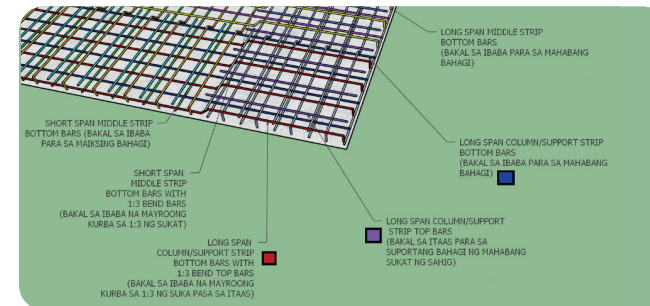 LONG SPAN MIDDLE STRIP
BOTTOM BARS
(BAKAL SA IBABA PARA SA MAHABANG
BAHAGI)
SHORT SPAN MIDDLE STRIP
BOTTOM BARS (BAKAL SA IBABA
PARA SA MAIKSING BAHAGI)
LONG SPAN COLUMN/SUPPORT STRIP
BOTTOM BARS
(BAKAL SA IBABA PARA SA MAHABANG
BAHAGI)
SHORT SPAN
MIDDLE STRIP
BOTTOM BARS WITH
1:3 BEND BARS
(BAKAL SA IBABA NA MAYROONG
KURBA SA 1:3 NG SUKAT)
LONG SPAN COLUMN/SUPPORT
STRIP TOP BARS
(BAKAL SA ITAAS PARA SA
SUPORTANG BAHAGI NG MAHABANG
SUKAT NG SAHIG)
LONG SPAN
COLUMN/SUPPORT STRIP
BOTTOM BARS WITH
1:3 BEND TOP BARS
(BAKAL SA IBABA NA MAYROONG
KURBA SA 1:3 NG SUKA PASA SA ITAAS)